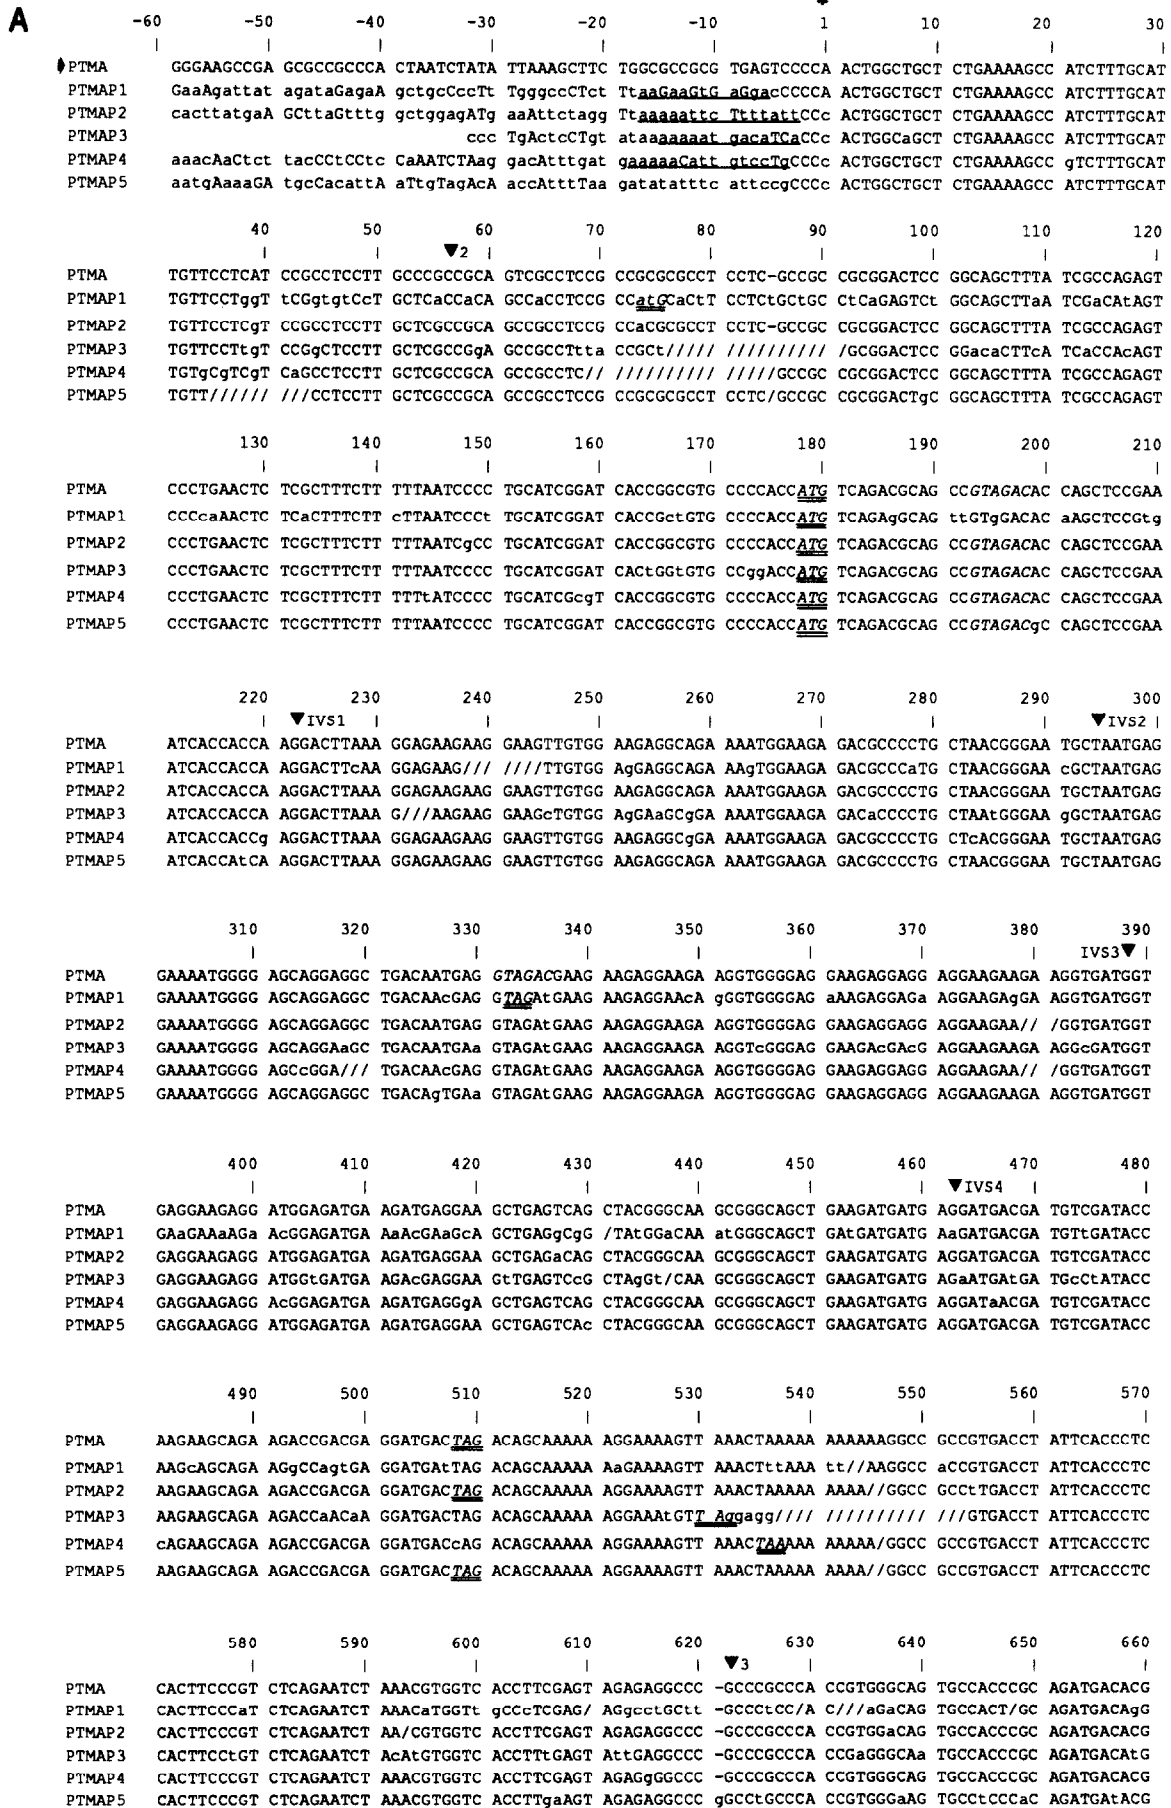 A
-60 -50 -40 -30 -20 -10 1 10 20 30
PTMA GGGAAGCCGA GCGCCGCCCA CTAATCTATA TTAAAGCTTC TGGCGCCGCG TGAGTCCCCA ACTGGCTGCT CTGAAAAGCC ATCTTTGCAT
PTMAP1 GaaAgattat agataGagaA gctgcCccTt TgggccCTct TtaaGaaGtG aGgacCCCCA ACTGGCTGCT CTGAAAAGCC ATCTTTGCAT
PTMAP2 cacttatgaA GCttaGtttg gctggagATg aaAttctagg Ttaaaaattc TtttattCCc ACTGGCTGCT CTGAAAAGCC ATCTTTGCAT
PTMAP3 ccc TgActcCTgt ataaaaaaat gacaTCaCCc ACTGGCaGCT CTGAAAAGCC ATCTTTGCAT
PTMAP4 aaacAaCtct tacCCtCCtc CaAATCTAag gacAtttgat gaaaaaCatt gtccTgCCCc ACTGGCTGCT CTGAAAAGCC gTCTTTGCAT
PTMAP5 aatgAaaaGA tgcCacattA aTtgTagAcA accAttTTaa gatatatttc attccgCCCc ACTGGCTGCT CTGAAAAGCC ATCTTTGCAT
40 50 60 70 80 90 100 110 120
▼2
PTMA TGTTCCTCAT CCGCCTCCTT GCCCGCCGCA GTCGCCTCCG CCGCGCGCCT CCTC-GCCGC CGCGGACTCC GGCAGCTTTA TCGCCAGAGT
PTMAP1 TGTTCCTggT tCGgtgtCcT GCTCaCCaCA GCCaCCTCCG CCatGCaCtT CCTCtGCtGC CtCaGAGTCt GGCAGCTTaA TCGaCAtAGT
PTMAP2 TGTTCCTCgT CCGCCTCCTT GCTCGCCGCA GCCGCCTCCG CCaCGCGCCT CCTC-GCCGC CGCGGACTCC GGCAGCTTTA TCGCCAGAGT
PTMAP3 TGTTCCTtgT CCGgCTCCTT GCTCGCCGgA GCCGCCTtta CCGCt///// ////////// /GCGGACTCC GGacaCTTcA TCaCCAcAGT
PTMAP4 TGTgCgTCgT CaGCCTCCTT GCTCGCCGCA GCCGCCTC// ////////// /////GCCGC CGCGGACTCC GGCAGCTTTA TCGCCAGAGT
PTMAP5 TGTT////// ///CCTCCTT GCTCGCCGCA GCCGCCTCCG CCGCGCGCCT CCTC/GCCGC CGCGGACTgC GGCAGCTTTA TCGCCAGAGT
130 140 150 160 170 180 190 200 210
PTMA CCCTGAACTC TCGCTTTCTT TTTAATCCCC TGCATCGGAT CACCGGCGTG CCCCACCATG TCAGACGCAG CCGTAGACAC CAGCTCCGAA
PTMAP1 CCCcaAACTC TCaCTTTCTT cTTAATCCCt TGCATCGGAT CACCGctGTG CCCCACCATG TCAGAgGCAG ttGTgGACAC aAGCTCCGtg
PTMAP2 CCCTGAACTC TCGCTTTCTT TTTAATCgCC TGCATCGGAT CACCGGCGTG CCCCACCATG TCAGACGCAG CCGTAGACAC CAGCTCCGAA
PTMAP3 CCCTGAACTC TCGCTTTCTT TTTAATCCCC TGCATCGGAT CACtGGtGTG CCggACCATG TCAGACGCAG CCGTAGACAC CAGCTCCGAA
PTMAP4 CCCTGAACTC TCGCTTTCTT TTTtATCCCC TGCATCGcgT CACCGGCGTG CCCCACCATG TCAGACGCAG CCGTAGACAC CAGCTCCGAA
PTMAP5 CCCTGAACTC TCGCTTTCTT TTTAATCCCC TGCATCGGAT CACCGGCGTG CCCCACCATG TCAGACGCAG CCGTAGACgC CAGCTCCGAA
220 230 240 250 260 270 280 290 300
▼IVS1 ▼IVS2
PTMA ATCACCACCA AGGACTTAAA GGAGAAGAAG GAAGTTGTGG AAGAGGCAGA AAATGGAAGA GACGCCCCTG CTAACGGGAA TGCTAATGAG
PTMAP1 ATCACCACCA AGGACTTcAA GGAGAAG/// ////TTGTGG AgGAGGCAGA AAgTGGAAGA GACGCCCaTG CTAACGGGAA cGCTAATGAG
PTMAP2 ATCACCACCA AGGACTTAAA GGAGAAGAAG GAAGTTGTGG AAGAGGCAGA AAATGGAAGA GACGCCCCTG CTAACGGGAA TGCTAATGAG
PTMAP3 ATCACCACCA AGGACTTAAA G///AAGAAG GAAGcTGTGG AgGAaGCgGA AAATGGAAGA GACaCCCCTG CTAAtGGGAA gGCTAATGAG
PTMAP4 ATCACCACCg AGGACTTAAA GGAGAAGAAG GAAGTTGTGG AAGAGGCgGA AAATGGAAGA GACGCCCCTG CTcACGGGAA TGCTAATGAG
PTMAP5 ATCACCAtCA AGGACTTAAA GGAGAAGAAG GAAGTTGTGG AAGAGGCAGA AAATGGAAGA GACGCCCCTG CTAACGGGAA TGCTAATGAG
310 320 330 340 350 360 370 380 390
IVS3▼
PTMA GAAAATGGGG AGCAGGAGGC TGACAATGAG GTAGACGAAG AAGAGGAAGA AGGTGGGGAG GAAGAGGAGG AGGAAGAAGA AGGTGATGGT
PTMAP1 GAAAATGGGG AGCAGGAGGC TGACAAcGAG GTAGAtGAAG AAGAGGAAcA gGGTGGGGAG aAAGAGGAGa AGGAAGAgGA AGGTGATGGT
PTMAP2 GAAAATGGGG AGCAGGAGGC TGACAATGAG GTAGAtGAAG AAGAGGAAGA AGGTGGGGAG GAAGAGGAGG AGGAAGAA// /GGTGATGGT
PTMAP3 GAAAATGGGG AGCAGGAaGC TGACAATGAa GTAGAtGAAG AAGAGGAAGA AGGTcGGGAG GAAGAcGAcG AGGAAGAAGA AGGcGATGGT
PTMAP4 GAAAATGGGG AGCcGGA/// TGACAAcGAG GTAGAtGAAG AAGAGGAAGA AGGTGGGGAG GAAGAGGAGG AGGAAGAA// /GGTGATGGT
PTMAP5 GAAAATGGGG AGCAGGAGGC TGACAgTGAa GTAGAtGAAG AAGAGGAAGA AGGTGGGGAG GAAGAGGAGG AGGAAGAAGA AGGTGATGGT
400 410 420 430 440 450 460 470 480
▼IVS4
PTMA GAGGAAGAGG ATGGAGATGA AGATGAGGAA GCTGAGTCAG CTACGGGCAA GCGGGCAGCT GAAGATGATG AGGATGACGA TGTCGATACC
PTMAP1 GAaGAAaAGa AcGGAGATGA AaAcGAaGcA GCTGAGgCgG /TAtGGaCAA atGGGCAGCT GAtGATGATG AaGATGACGA TGTtGATACC
PTMAP2 GAGGAAGAGG ATGGAGATGA AGATGAGGAA GCTGAGaCAG CTACGGGCAA GCGGGCAGCT GAAGATGATG AGGATGACGA TGTCGATACC
PTMAP3 GAGGAAGAGG ATGGtGATGA AGAcGAGGAA GtTGAGTCcG CTAgGt/CAA GCGGGCAGCT GAAGATGATG AGaATGAtGA TGcCtATACC
PTMAP4 GAGGAAGAGG AcGGAGATGA AGATGAGGgA GCTGAGTCAG CTACGGGCAA GCGGGCAGCT GAAGATGATG AGGATaACGA TGTCGATACC
PTMAP5 GAGGAAGAGG ATGGAGATGA AGATGAGGAA GCTGAGTCAc CTACGGGCAA GCGGGCAGCT GAAGATGATG AGGATGACGA TGTCGATACC
490 500 510 520 530 540 550 560 570
PTMA AAGAAGCAGA AGACCGACGA GGATGACTAG ACAGCAAAAA AGGAAAAGTT AAACTAAAAA AAAAAAGGCC GCCGTGACCT ATTCACCCTC
PTMAP1 AAGcAGCAGA AGgCCagtGA GGATGAtTAG ACAGCAAAAA AaGAAAAGTT AAACTttAAA tt//AAGGCC aCCGTGACCT ATTCACCCTC
PTMAP2 AAGAAGCAGA AGACCGACGA GGATGACTAG ACAGCAAAAA AGGAAAAGTT AAACTAAAAA AAAA//GGCC GCCtTGACCT ATTCACCCTC
PTMAP3 AAGAAGCAGA AGACCaACaA GGATGACTAG ACAGCAAAAA AGGAAAtGTT Aggagg//// ////////// ///GTGACCT ATTCACCCTC
PTMAP4 cAGAAGCAGA AGACCGACGA GGATGACcAG ACAGCAAAAA AGGAAAAGTT AAACTAAAAA AAAAA/GGCC GCCGTGACCT ATTCACCCTC
PTMAP5 AAGAAGCAGA AGACCGACGA GGATGACTAG ACAGCAAAAA AGGAAAAGTT AAACTAAAAA AAAA//GGCC GCCGTGACCT ATTCACCCTC
580 590 600 610 620 630 640 650 660
▼3
PTMA CACTTCCCGT CTCAGAATCT AAACGTGGTC ACCTTCGAGT AGAGAGGCCC -GCCCGCCCA CCGTGGGCAG TGCCACCCGC AGATGACACG
PTMAP1 CACTTCCCaT CTCAGAATCT AAACaTGGTt gCCcTCGAG/ AGgcctGCtt -GCCCtCC/A C///aGaCAG TGCCACT/GC AGATGACAgG
PTMAP2 CACTTCCCGT CTCAGAATCT AA/CGTGGTC ACCTTCGAGT AGAGAGGCCC -GCCCGCCCA CCGTGGaCAG TGCCACCCGC AGATGACACG
PTMAP3 CACTTCCtGT CTCAGAATCT AcAtGTGGTC ACCTTtGAGT AttGAGGCCC -GCCCGCCCA CCGaGGGCAa TGCCACCCGC AGATGACAtG
PTMAP4 CACTTCCCGT CTCAGAATCT AAACGTGGTC ACCTTCGAGT AGAGgGGCCC -GCCCGCCCA CCGTGGGCAG TGCCACCCGC AGATGACACG
PTMAP5 CACTTCCCGT CTCAGAATCT AAACGTGGTC ACCTTgaAGT AGAGAGGCCC gGCCtGCCCA CCGTGGGaAG TGCCtCCCaC AGATGAtACG